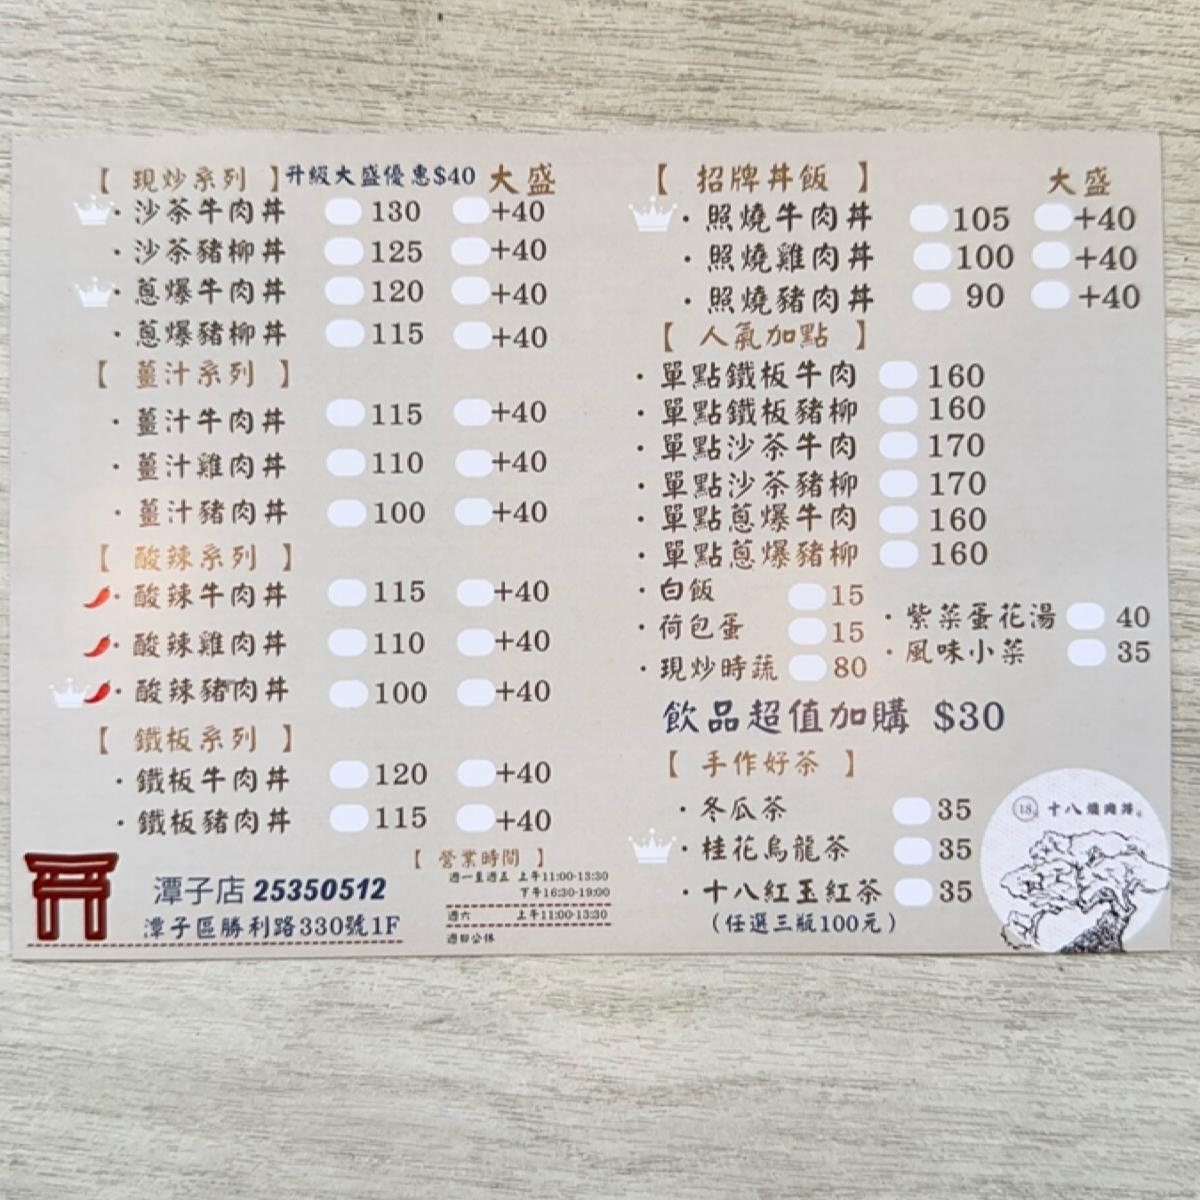 【 現炒系列 】升級大盛優惠$40 大盛
・沙茶牛肉丼 130 +40
・沙茶豬柳丼 125 +40
・蔥爆牛肉丼 120 +40
・蔥爆豬柳丼 115 +40
【 薑汁系列 】
・薑汁牛肉丼 115 +40
・薑汁雞肉丼 110 +40
・薑汁豬肉丼 100 +40
【 酸辣系列 】
・酸辣牛肉丼 115 +40
・酸辣雞肉丼 110 +40
・酸辣豬肉丼 100 +40
【 鐵板系列 】
・鐵板牛肉丼 120 +40
・鐵板豬肉丼 115 +40
潭子店 25350512
潭子區勝利路330號1F
【 營業時間 】
週一至週五 上午11:00-13:30
下午16:30-19:00
週六 上午11:00-13:30
週日公休
【 招牌丼飯 】 大盛
・照燒牛肉丼 105 +40
・照燒雞肉丼 100 +40
・照燒豬肉丼 90 +40
【 人氣加點 】
・單點鐵板牛肉 160
・單點鐵板豬柳 160
・單點沙茶牛肉 170
・單點沙茶豬柳 170
・單點蔥爆牛肉 160
・單點蔥爆豬柳 160
・白飯 15
・荷包蛋 15
・現炒時蔬 80
・紫菜蛋花湯 40
・風味小菜 35
飲品超值加購 $30
【 手作好茶 】
・冬瓜茶 35
・桂花烏龍茶 35
・十八紅玉紅茶 35
(任選三瓶100元)
18 十八燒肉丼。